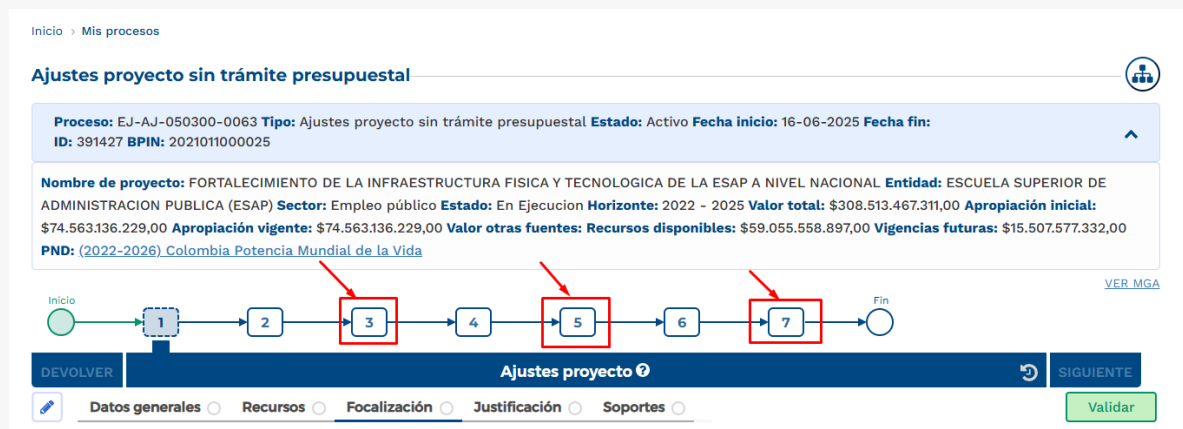 Inicio > Mis procesos
Ajustes proyecto sin trámite presupuestal
Proceso: EJ-AJ-050300-0063 Tipo: Ajustes proyecto sin trámite presupuestal Estado: Activo Fecha inicio: 16-06-2025 Fecha fin:
ID: 391427 BPIN: 2021011000025
Nombre de proyecto: FORTALECIMIENTO DE LA INFRAESTRUCTURA FISICA Y TECNOLOGICA DE LA ESAP A NIVEL NACIONAL Entidad: ESCUELA SUPERIOR DE
ADMINISTRACION PUBLICA (ESAP) Sector: Empleo público Estado: En Ejecucion Horizonte: 2022 - 2025 Valor total: $308.513.467.311,00 Apropiación inicial:
$74.563.136.229,00 Apropiación vigente: $74.563.136.229,00 Valor otras fuentes: Recursos disponibles: $59.055.558.897,00 Vigencias futuras: $15.507.577.332,00
PND: (2022-2026) Colombia Potencia Mundial de la Vida
VER MGA
Inicio Fin
1 2 3 4 5 6 7
DEVOLVER Ajustes proyecto ? SIGUIENTE
Datos generales Recursos Focalización Justificación Soportes Validar